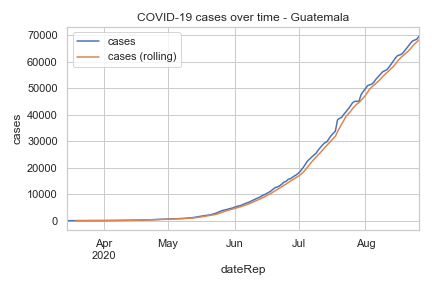 COVID-19 cases over time - Guatemala
cases
cases (rolling)
70000
60000
50000
40000
30000
20000
10000
0
cases
Apr
2020
May
Jun
Jul
Aug
dateRep